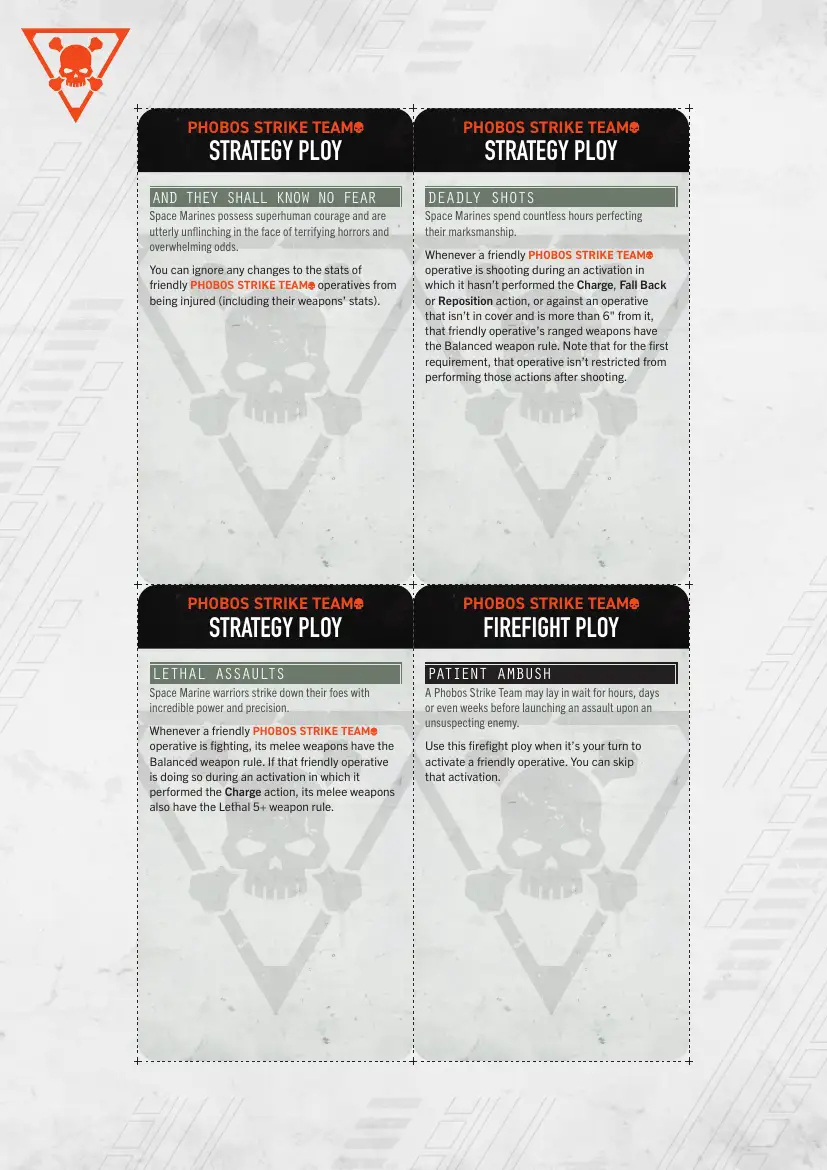 PHOBOS STRIKE TEAM
STRATEGY PLOY
AND THEY SHALL KNOW NO FEAR
Space Marines possess superhuman courage and are
utterly unflinching in the face of terrifying horrors and
overwhelming odds.
You can ignore any changes to the stats of
friendly PHOBOS STRIKE TEAM operatives from
being injured (including their weapons' stats).
PHOBOS STRIKE TEAM
STRATEGY PLOY
DEADLY SHOTS
Space Marines spend countless hours perfecting
their marksmanship.
Whenever a friendly PHOBOS STRIKE TEAM
operative is shooting during an activation in
which it hasn't performed the Charge, Fall Back
or Reposition action, or against an operative
that isn't in cover and is more than 6" from it,
that friendly operative's ranged weapons have
the Balanced weapon rule. Note that for the first
requirement, that operative isn't restricted from
performing those actions after shooting.
PHOBOS STRIKE TEAM
STRATEGY PLOY
LETHAL ASSAULTS
Space Marine warriors strike down their foes with
incredible power and precision.
Whenever a friendly PHOBOS STRIKE TEAM
operative is fighting, its melee weapons have the
Balanced weapon rule. If that friendly operative
is doing so during an activation in which it
performed the Charge action, its melee weapons
also have the Lethal 5+ weapon rule.
PHOBOS STRIKE TEAM
FIREFIGHT PLOY
PATIENT AMBUSH
A Phobos Strike Team may lay in wait for hours, days
or even weeks before launching an assault upon an
unsuspecting enemy.
Use this firefight ploy when it's your turn to
activate a friendly operative. You can skip
that activation.